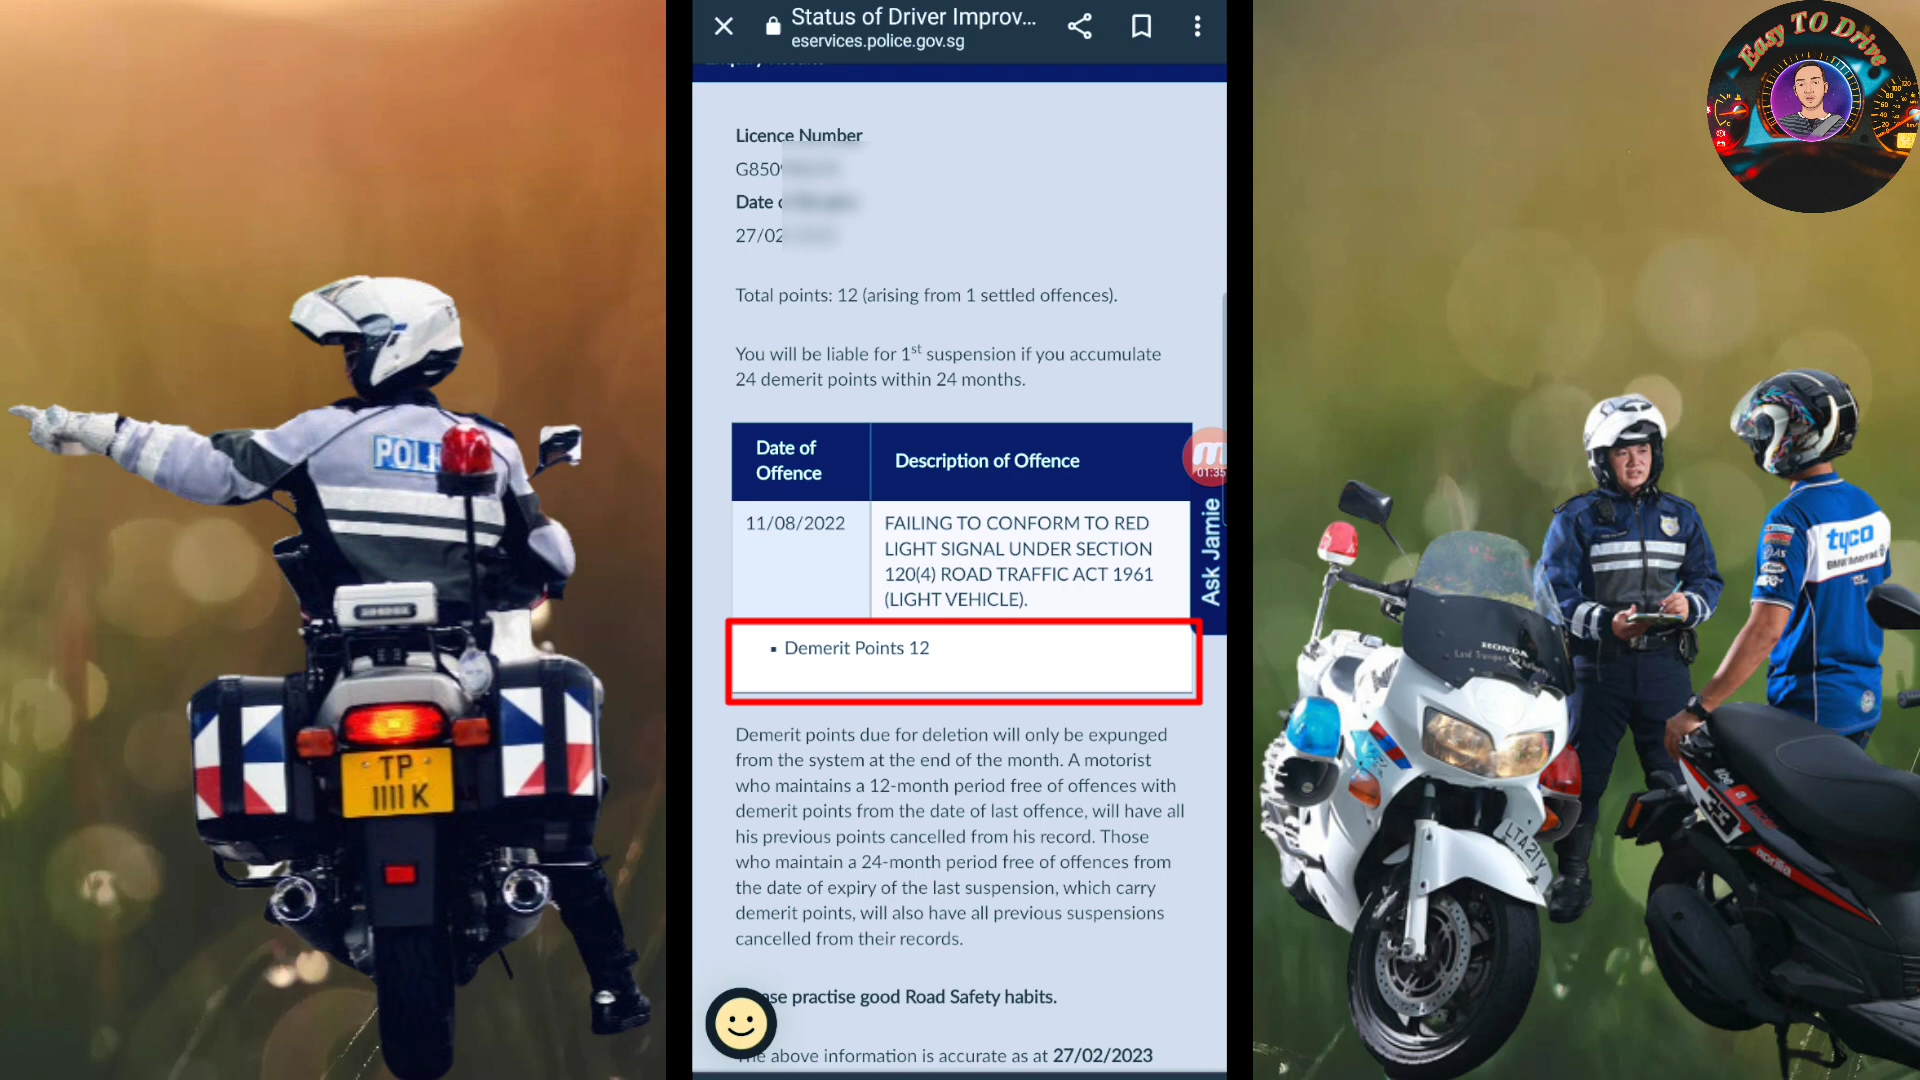 Status of Driver Improv...
eservices.police.gov.sg
Licence Number
G850
Date
27/02
Total points: 12 (arising from 1 settled offences).
You will be liable for 1st suspension if you accumulate
24 demerit points within 24 months.
Date of
Offence
Description of Offence
11/08/2022
FAILING TO CONFORM TO RED
LIGHT SIGNAL UNDER SECTION
120(4) ROAD TRAFFIC ACT 1961
(LIGHT VEHICLE).
Demerit Points 12
Demerit points due for deletion will only be expunged
from the system at the end of the month. A motorist
who maintains a 12-month period free of offences with
demerit points from the date of last offence, will have all
his previous points cancelled from his record. Those
who maintain a 24-month period free of offences from
the date of expiry of the last suspension, which carry
demerit points, will also have all previous suspensions
cancelled from their records.
practise good Road Safety habits.
above information is accurate as at 27/02/2023
Ask Jamie
01:35
Easy TO Drive
POLI
TP
1111 K
tyco
HONDA
Land Transport Authority
LTA21Y
aprilia